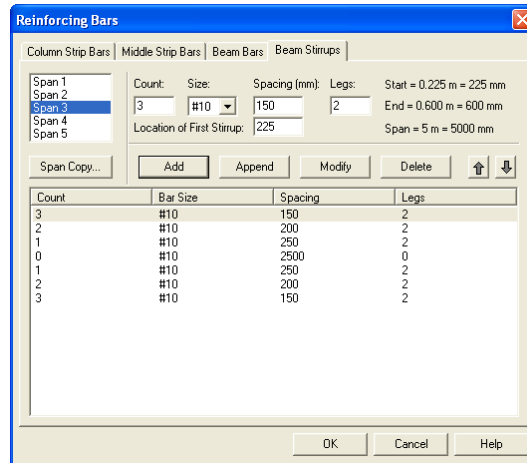 Reinforcing Bars
Column Strip Bars Middle Strip Bars Beam Bars Beam Stirrups
Span 1
Span 2
Span 3
Span 4
Span 5
Count: Size: Spacing (mm): Legs: Start = 0.225 m = 225 mm
3 #10 150 2 End = 0.600 m = 600 mm
Location of First Stirrup: 225 Span = 5 m = 5000 mm
Span Copy... Add Append Modify Delete
Count Bar Size Spacing Legs
3 #10 150 2
2 #10 200 2
1 #10 250 2
0 #10 2500 0
1 #10 250 2
2 #10 200 2
3 #10 150 2
OK Cancel Help